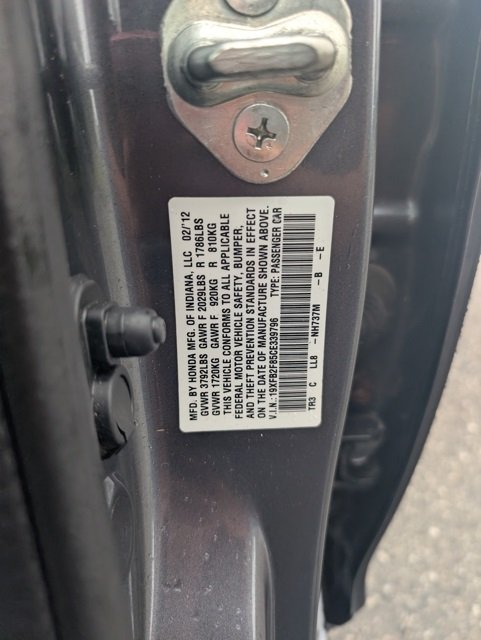 MFD. BY HONDA MFG. OF INDIANA, LLC 02/'12
GVWR 3792LBS GAWR F 2029LBS R 1786LBS
GVWR 1720KG GAWR F 920KG R 810KG
THIS VEHICLE CONFORMS TO ALL APPLICABLE
FEDERAL MOTOR VEHICLE SAFETY, BUMPER,
AND THEFT PREVENTION STANDARDS IN EFFECT
ON THE DATE OF MANUFACTURE SHOWN ABOVE.
V.I.N.:19XFB2F85CE339796 TYPE: PASSENGER CAR
TR3 C LL8 -NH737M -B -E